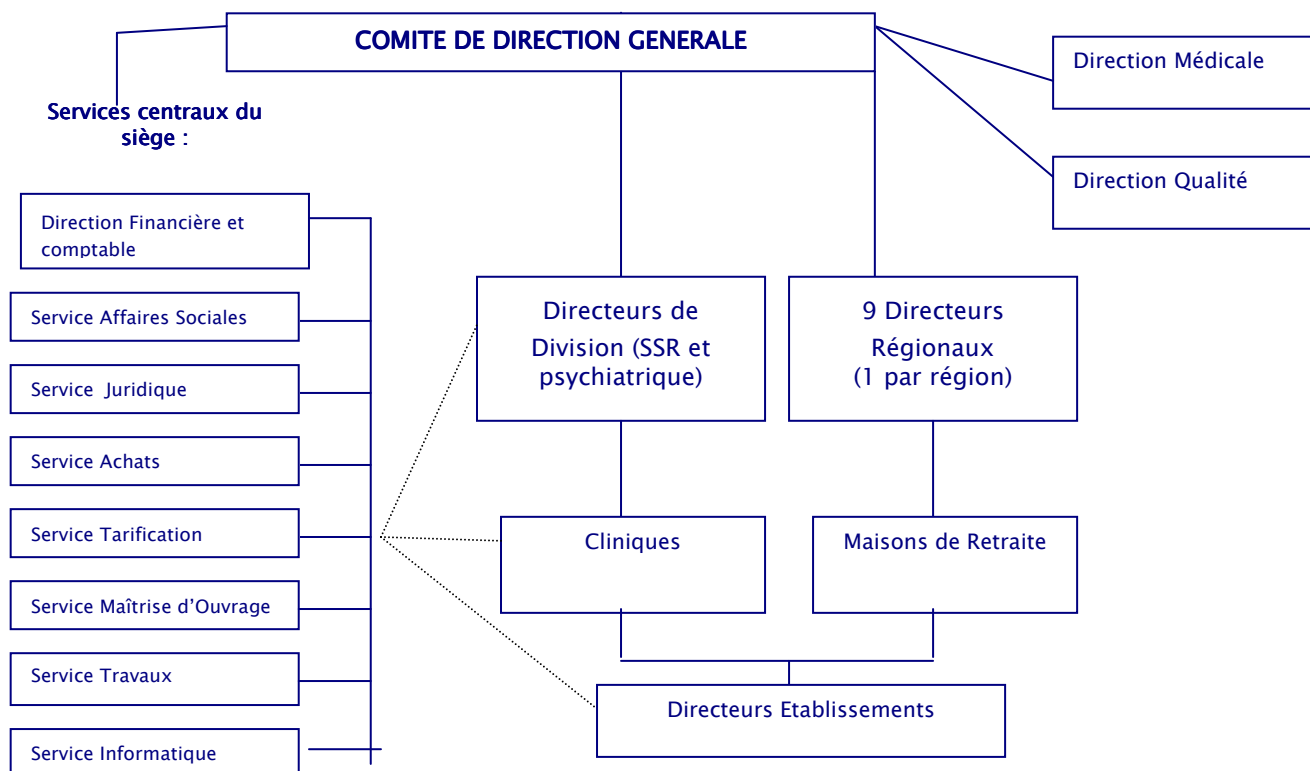 COMITE DE DIRECTION GENERALE
Direction Médicale
Services centraux du
siège :
Direction Qualité
Direction Financière et
comptable
Service Affaires Sociales
Service Juridique
Service Achats
Service Tarification
Service Maîtrise d’Ouvrage
Service Travaux
Service Informatique
Directeurs de
Division (SSR et
psychiatrique)
9 Directeurs
Régionaux
(1 par région)
Cliniques
Maisons de Retraite
Directeurs Etablissements